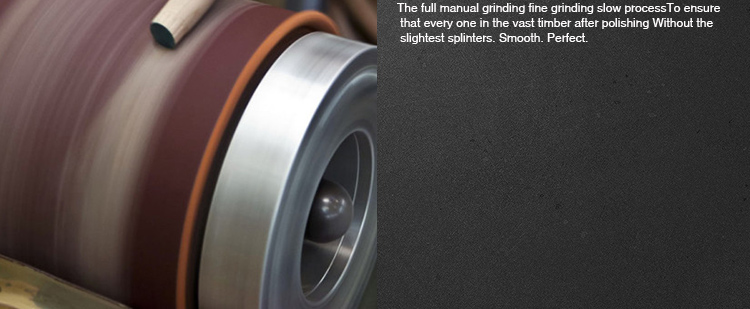 The full manual grinding fine grinding slow processTo ensure
that every one in the vast timber after polishing Without the
slightest splinters. Smooth. Perfect.